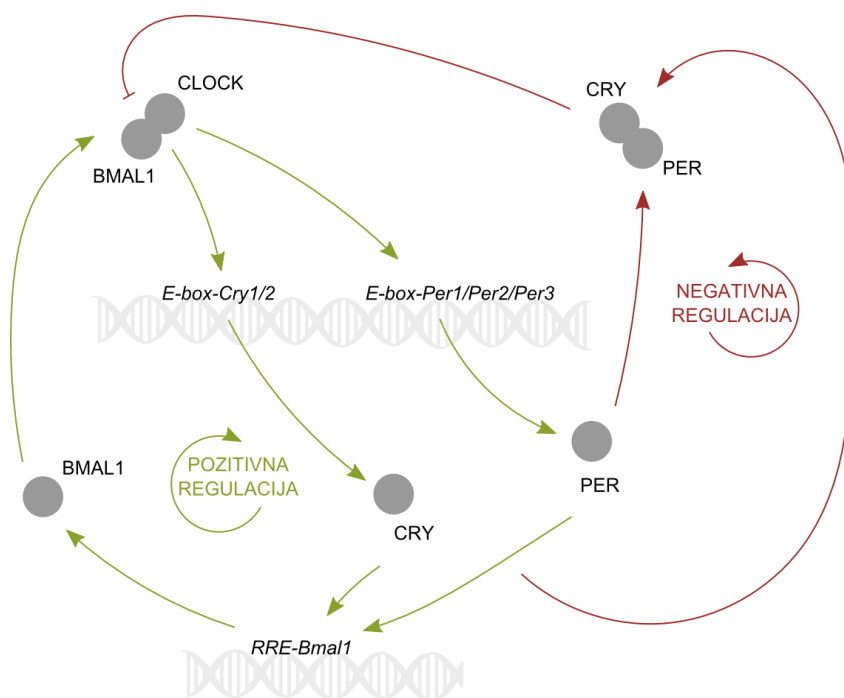 CLOCK
BMAL1
CRY
PER
E-box-Cry1/2
E-box-Per1/Per2/Per3
NEGATIVNA
REGULACIJA
BMAL1
POZITIVNA
REGULACIJA
CRY
PER
RRE-Bmal1